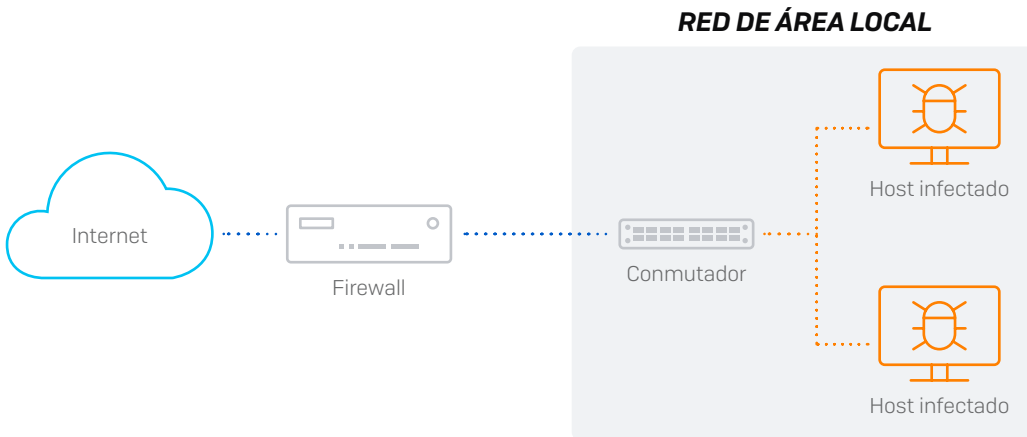 RED DE ÁREA LOCAL
Host infectado
Internet
Firewall
Conmutador
Host infectado